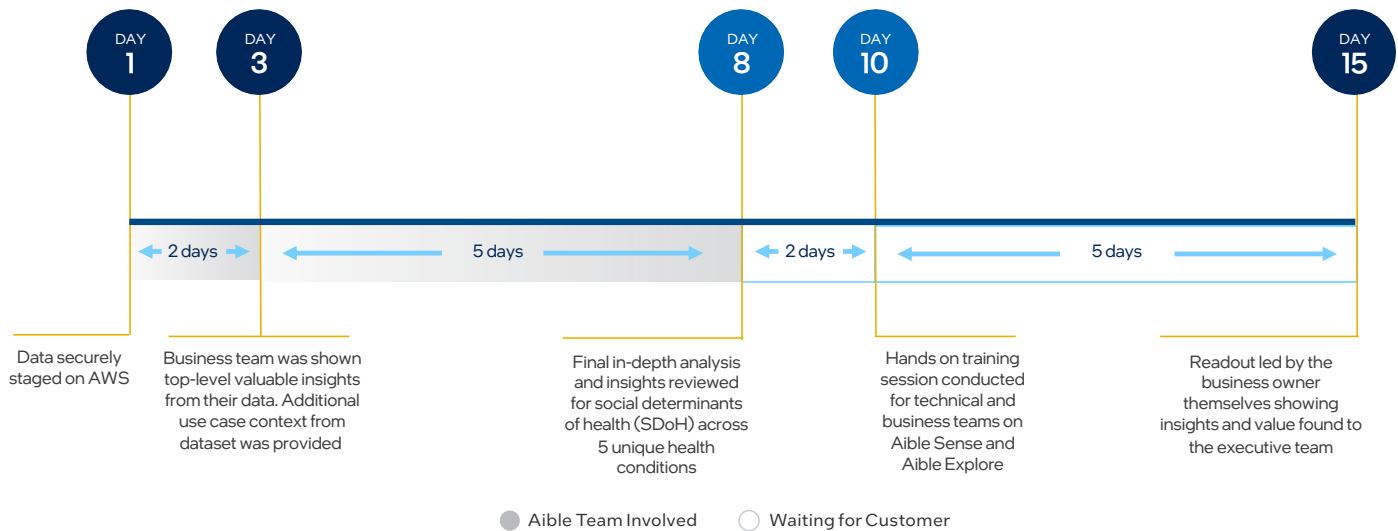 DAY
1
DAY
3
DAY
8
DAY
10
DAY
15
2 days
5 days
2 days
5 days
Data securely
staged on AWS
Business team was shown
top-level valuable insights
from their data. Additional
use case context from
dataset was provided
Final in-depth analysis
and insights reviewed
for social determinants
of health (SDoH) across
5 unique health
conditions
Hands on training
session conducted
for technical and
business teams on
Aible Sense and
Aible Explore
Readout led by the
business owner
themselves showing
insights and value found to
the executive team
Aible Team Involved
Waiting for Customer